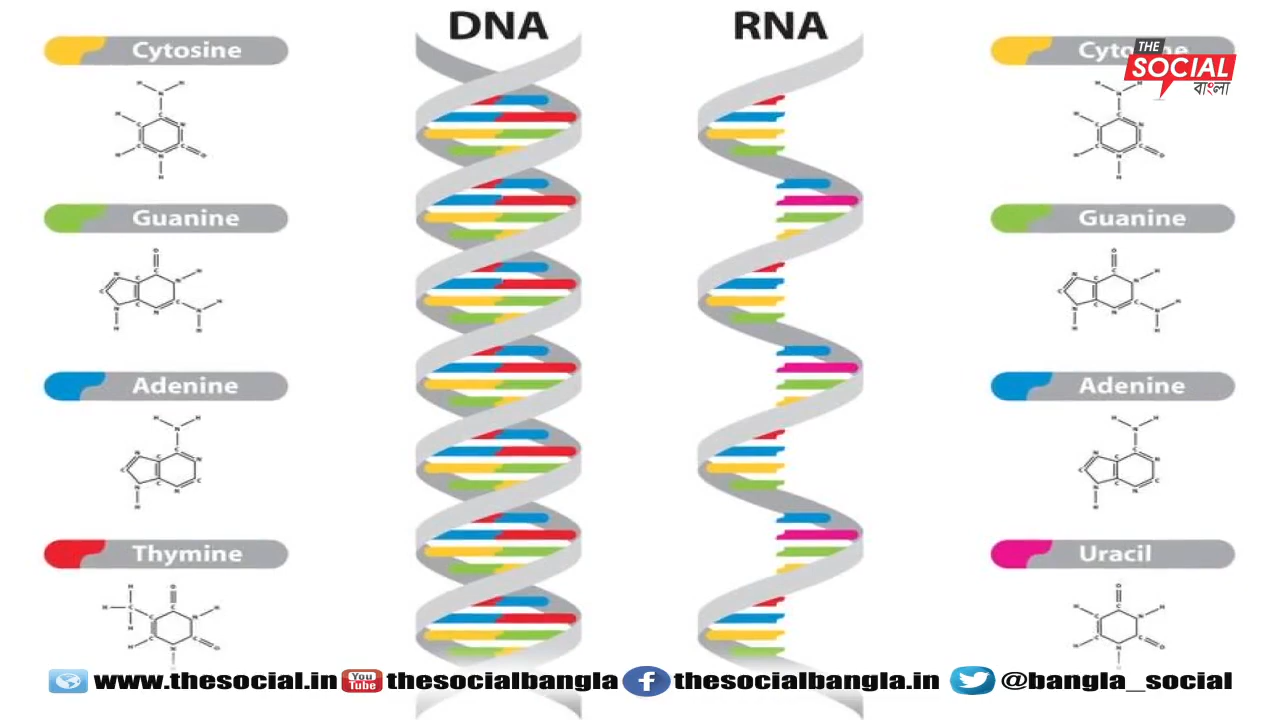 DNA
RNA
Cytosine
Guanine
Adenine
Thymine
Cyto
THE
SOCIAL
বাংলা
Guanine
Adenine
Uracil
www.thesocial.in You Tube thesocialbangla f thesocialbangla.in @bangla_social